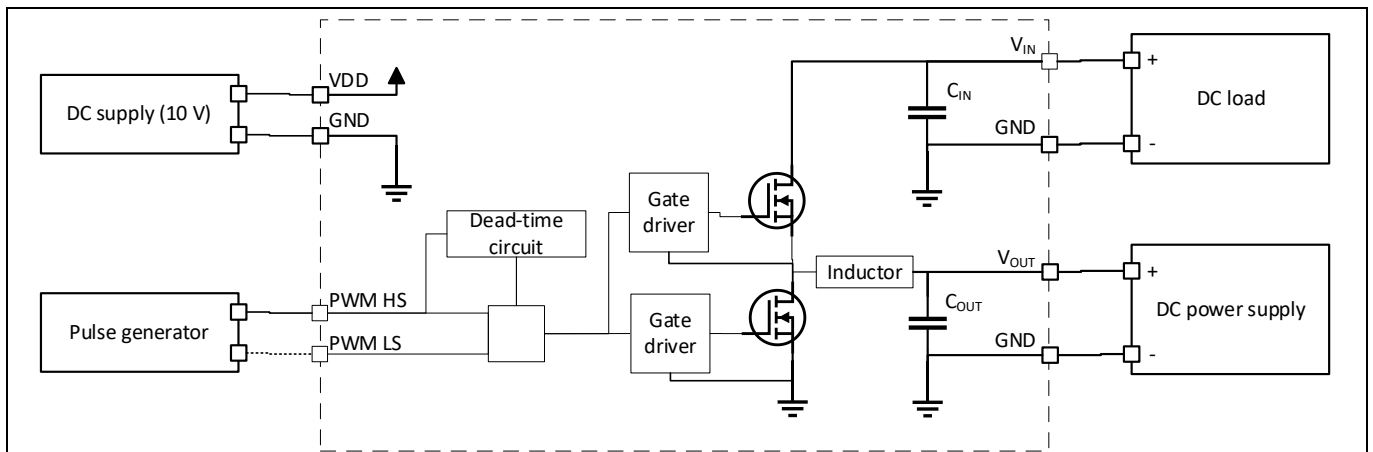 DC supply (10 V)
VDD
GND
Pulse generator
PWM HS
PWM LS
Dead-time
circuit
Gate
driver
Gate
driver
Inductor
VIN
CIN
GND
+
-
DC load
VOUT
COUT
GND
+
-
DC power supply